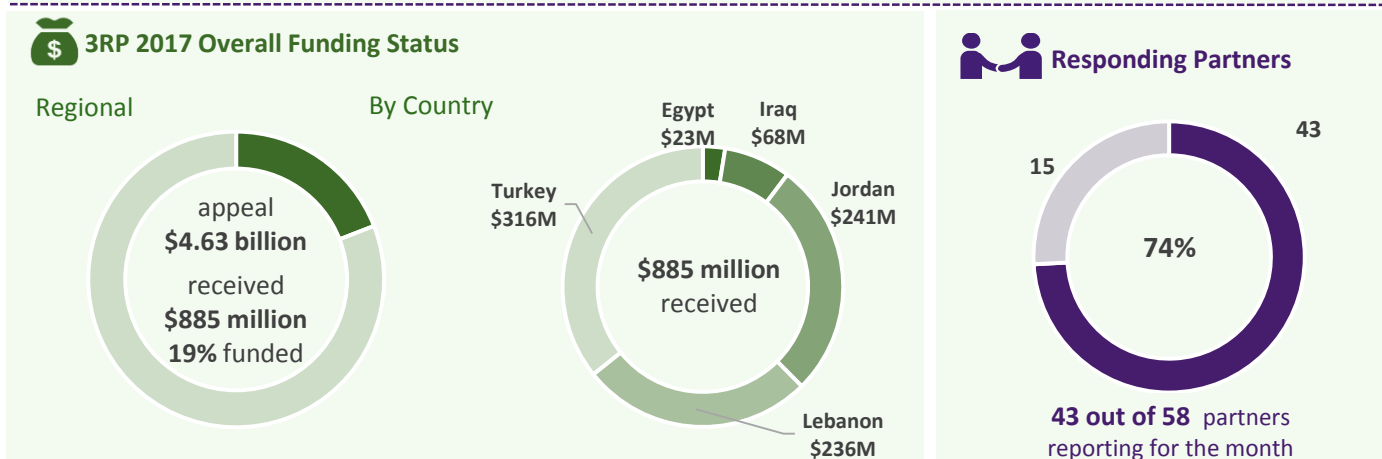 $
3RP 2017 Overall Funding Status
Regional
appeal
$4.63 billion
received
$885 million
19% funded
By Country
Egypt
$23M
Iraq
$68M
Jordan
$241M
Lebanon
$236M
Turkey
$316M
$885 million
received
Responding Partners
43
15
74%
43 out of 58 partners
reporting for the month